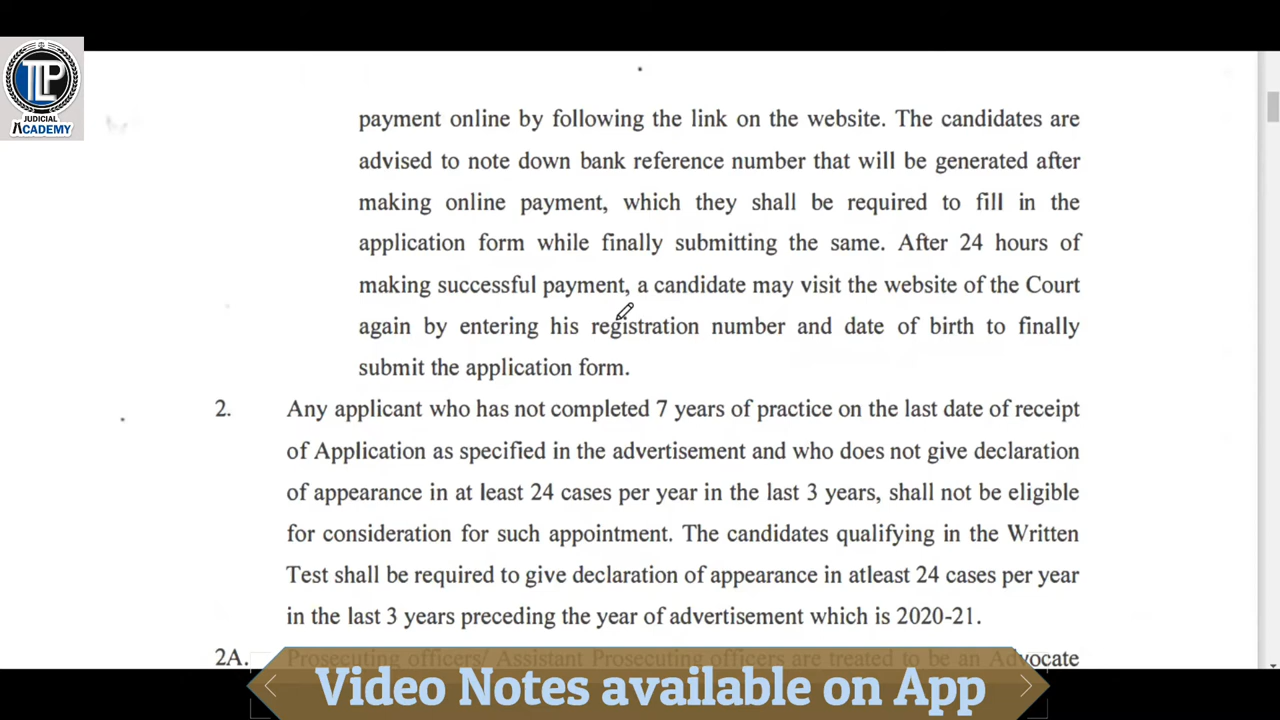 TLP
JUDICIAL
ACADEMY
payment online by following the link on the website. The candidates are
advised to note down bank reference number that will be generated after
making online payment, which they shall be required to fill in the
application form while finally submitting the same. After 24 hours of
making successful payment, a candidate may visit the website of the Court
again by entering his registration number and date of birth to finally
submit the application form.
2. Any applicant who has not completed 7 years of practice on the last date of receipt
of Application as specified in the advertisement and who does not give declaration
of appearance in at least 24 cases per year in the last 3 years, shall not be eligible
for consideration for such appointment. The candidates qualifying in the Written
Test shall be required to give declaration of appearance in atleast 24 cases per year
in the last 3 years preceding the year of advertisement which is 2020-21.
2A. Prosecuting officers/ Assistant Prosecuting officers are treated to be an Advocate
Video Notes available on App